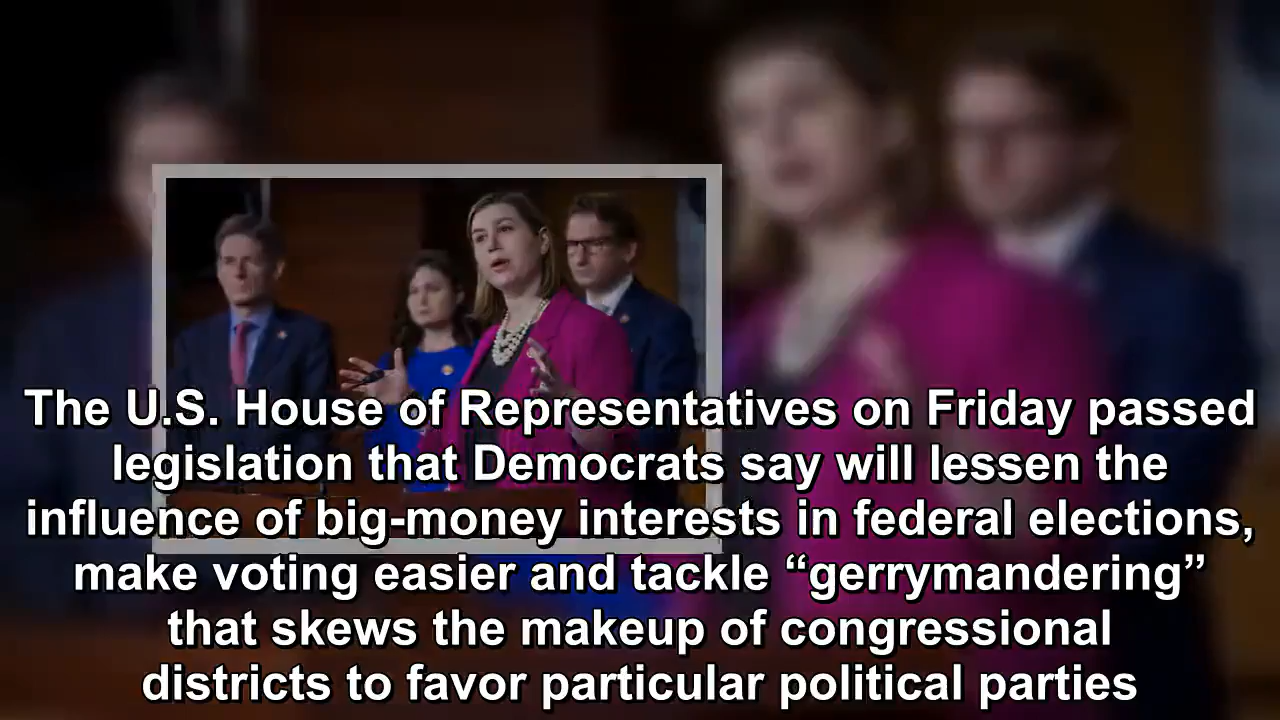 The U.S. House of Representatives on Friday passed
legislation that Democrats say will lessen the
influence of big-money interests in federal elections,
make voting easier and tackle “gerrymandering”
that skews the makeup of congressional
districts to favor particular political parties